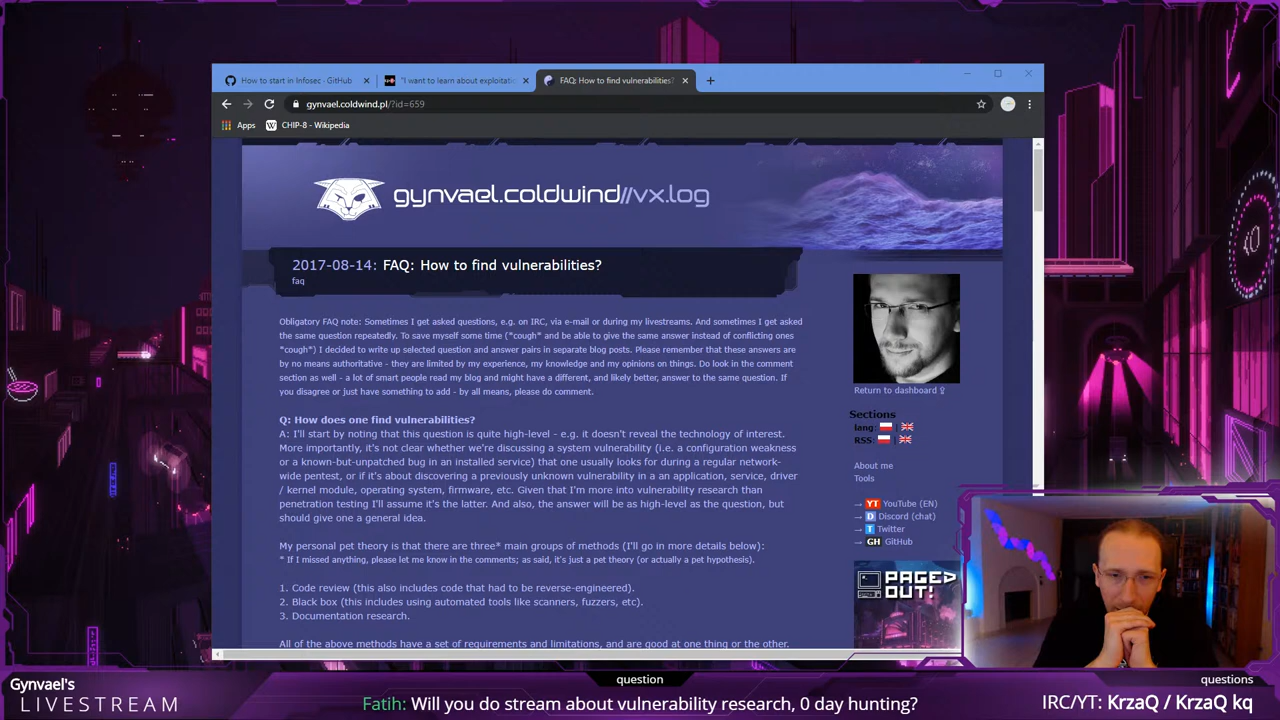 How to start in Infosec · GitHub
"I want to learn about exploitatio
FAQ: How to find vulnerabilities?
gynvael.coldwind.pl/?id=659
Apps
CHIP-8 - Wikipedia
gynvael.coldwind//vx.log
2017-08-14: FAQ: How to find vulnerabilities?
faq
Obligatory FAQ note: Sometimes I get asked questions, e.g. on IRC, via e-mail or during my livestreams. And sometimes I get asked
the same question repeatedly. To save myself some time (*cough* and be able to give the same answer instead of conflicting ones
*cough*) I decided to write up selected question and answer pairs in separate blog posts. Please remember that these answers are
by no means authoritative - they are limited by my experience, my knowledge and my opinions on things. Do look in the comment
section as well - a lot of smart people read my blog and might have a different, and likely better, answer to the same question. If
you disagree or just have something to add - by all means, please do comment.
Q: How does one find vulnerabilities?
A: I'll start by noting that this question is quite high-level - e.g. it doesn't reveal the technology of interest.
More importantly, it's not clear whether we're discussing a system vulnerability (i.e. a configuration weakness
or a known-but-unpatched bug in an installed service) that one usually looks for during a regular network-
wide pentest, or if it's about discovering a previously unknown vulnerability in a an application, service, driver
/ kernel module, operating system, firmware, etc. Given that I'm more into vulnerability research than
penetration testing I'll assume it's the latter. And also, the answer will be as high-level as the question, but
should give one a general idea.
My personal pet theory is that there are three* main groups of methods (I'll go in more details below):
* If I missed anything, please let me know in the comments; as said, it's just a pet theory (or actually a pet hypothesis).
1. Code review (this also includes code that had to be reverse-engineered).
2. Black box (this includes using automated tools like scanners, fuzzers, etc).
3. Documentation research.
All of the above methods have a set of requirements and limitations, and are good at one thing or the other.
Return to dashboard
Sections
lang: |
RSS: |
About me
Tools
→ YT YouTube (EN)
→ D Discord (chat)
→ T Twitter
→ GH GitHub
PAGED
OUT!
Gynvael's
LIVESTREAM
question
Fatih: Will you do stream about vulnerability research, 0 day hunting?
questions
IRC/YT: KrzaQ / KrzaQ kq